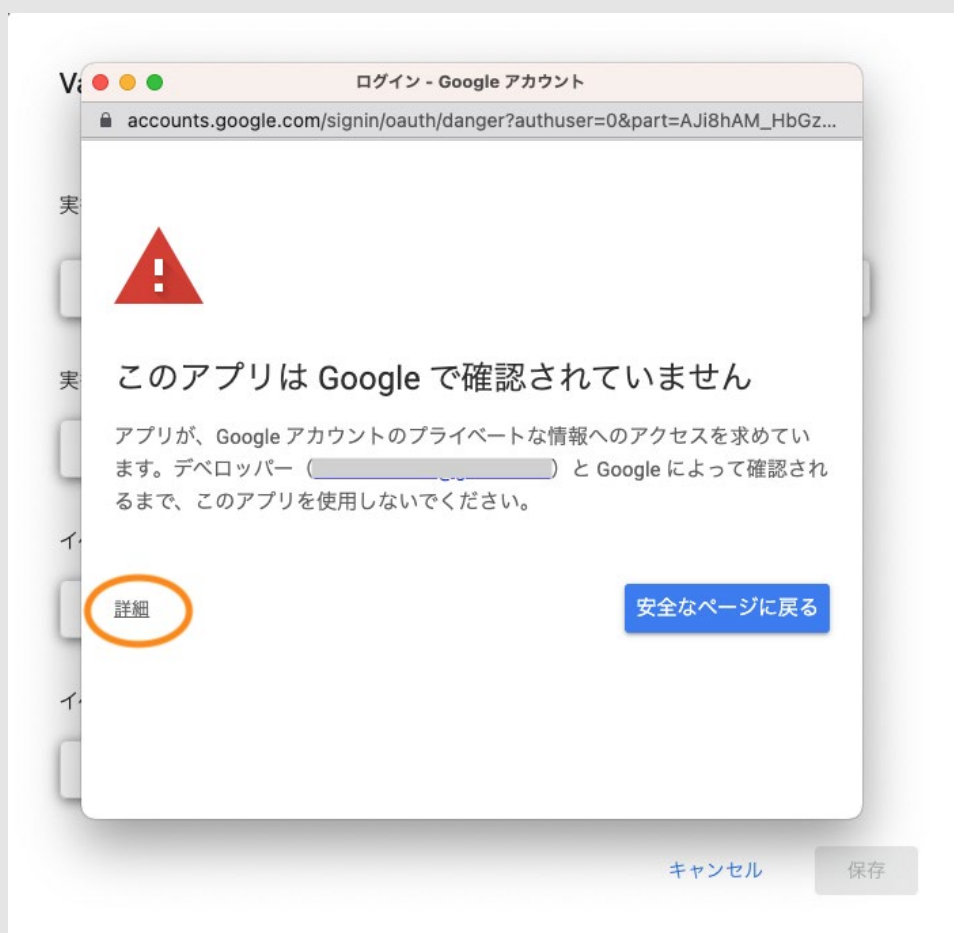 Va
ログイン - Google アカウント
accounts.google.com/signin/oauth/danger?authuser=0&part=AJi8hAM_HbGz...
実
このアプリは Google で確認されていません
アプリが、Google アカウントのプライベートな情報へのアクセスを求めてい
実
ます。デベロッパー（ ）と Google によって確認され
るまで、このアプリを使用しないでください。
イ
詳細
安全なページに戻る
イ
キャンセル
保存